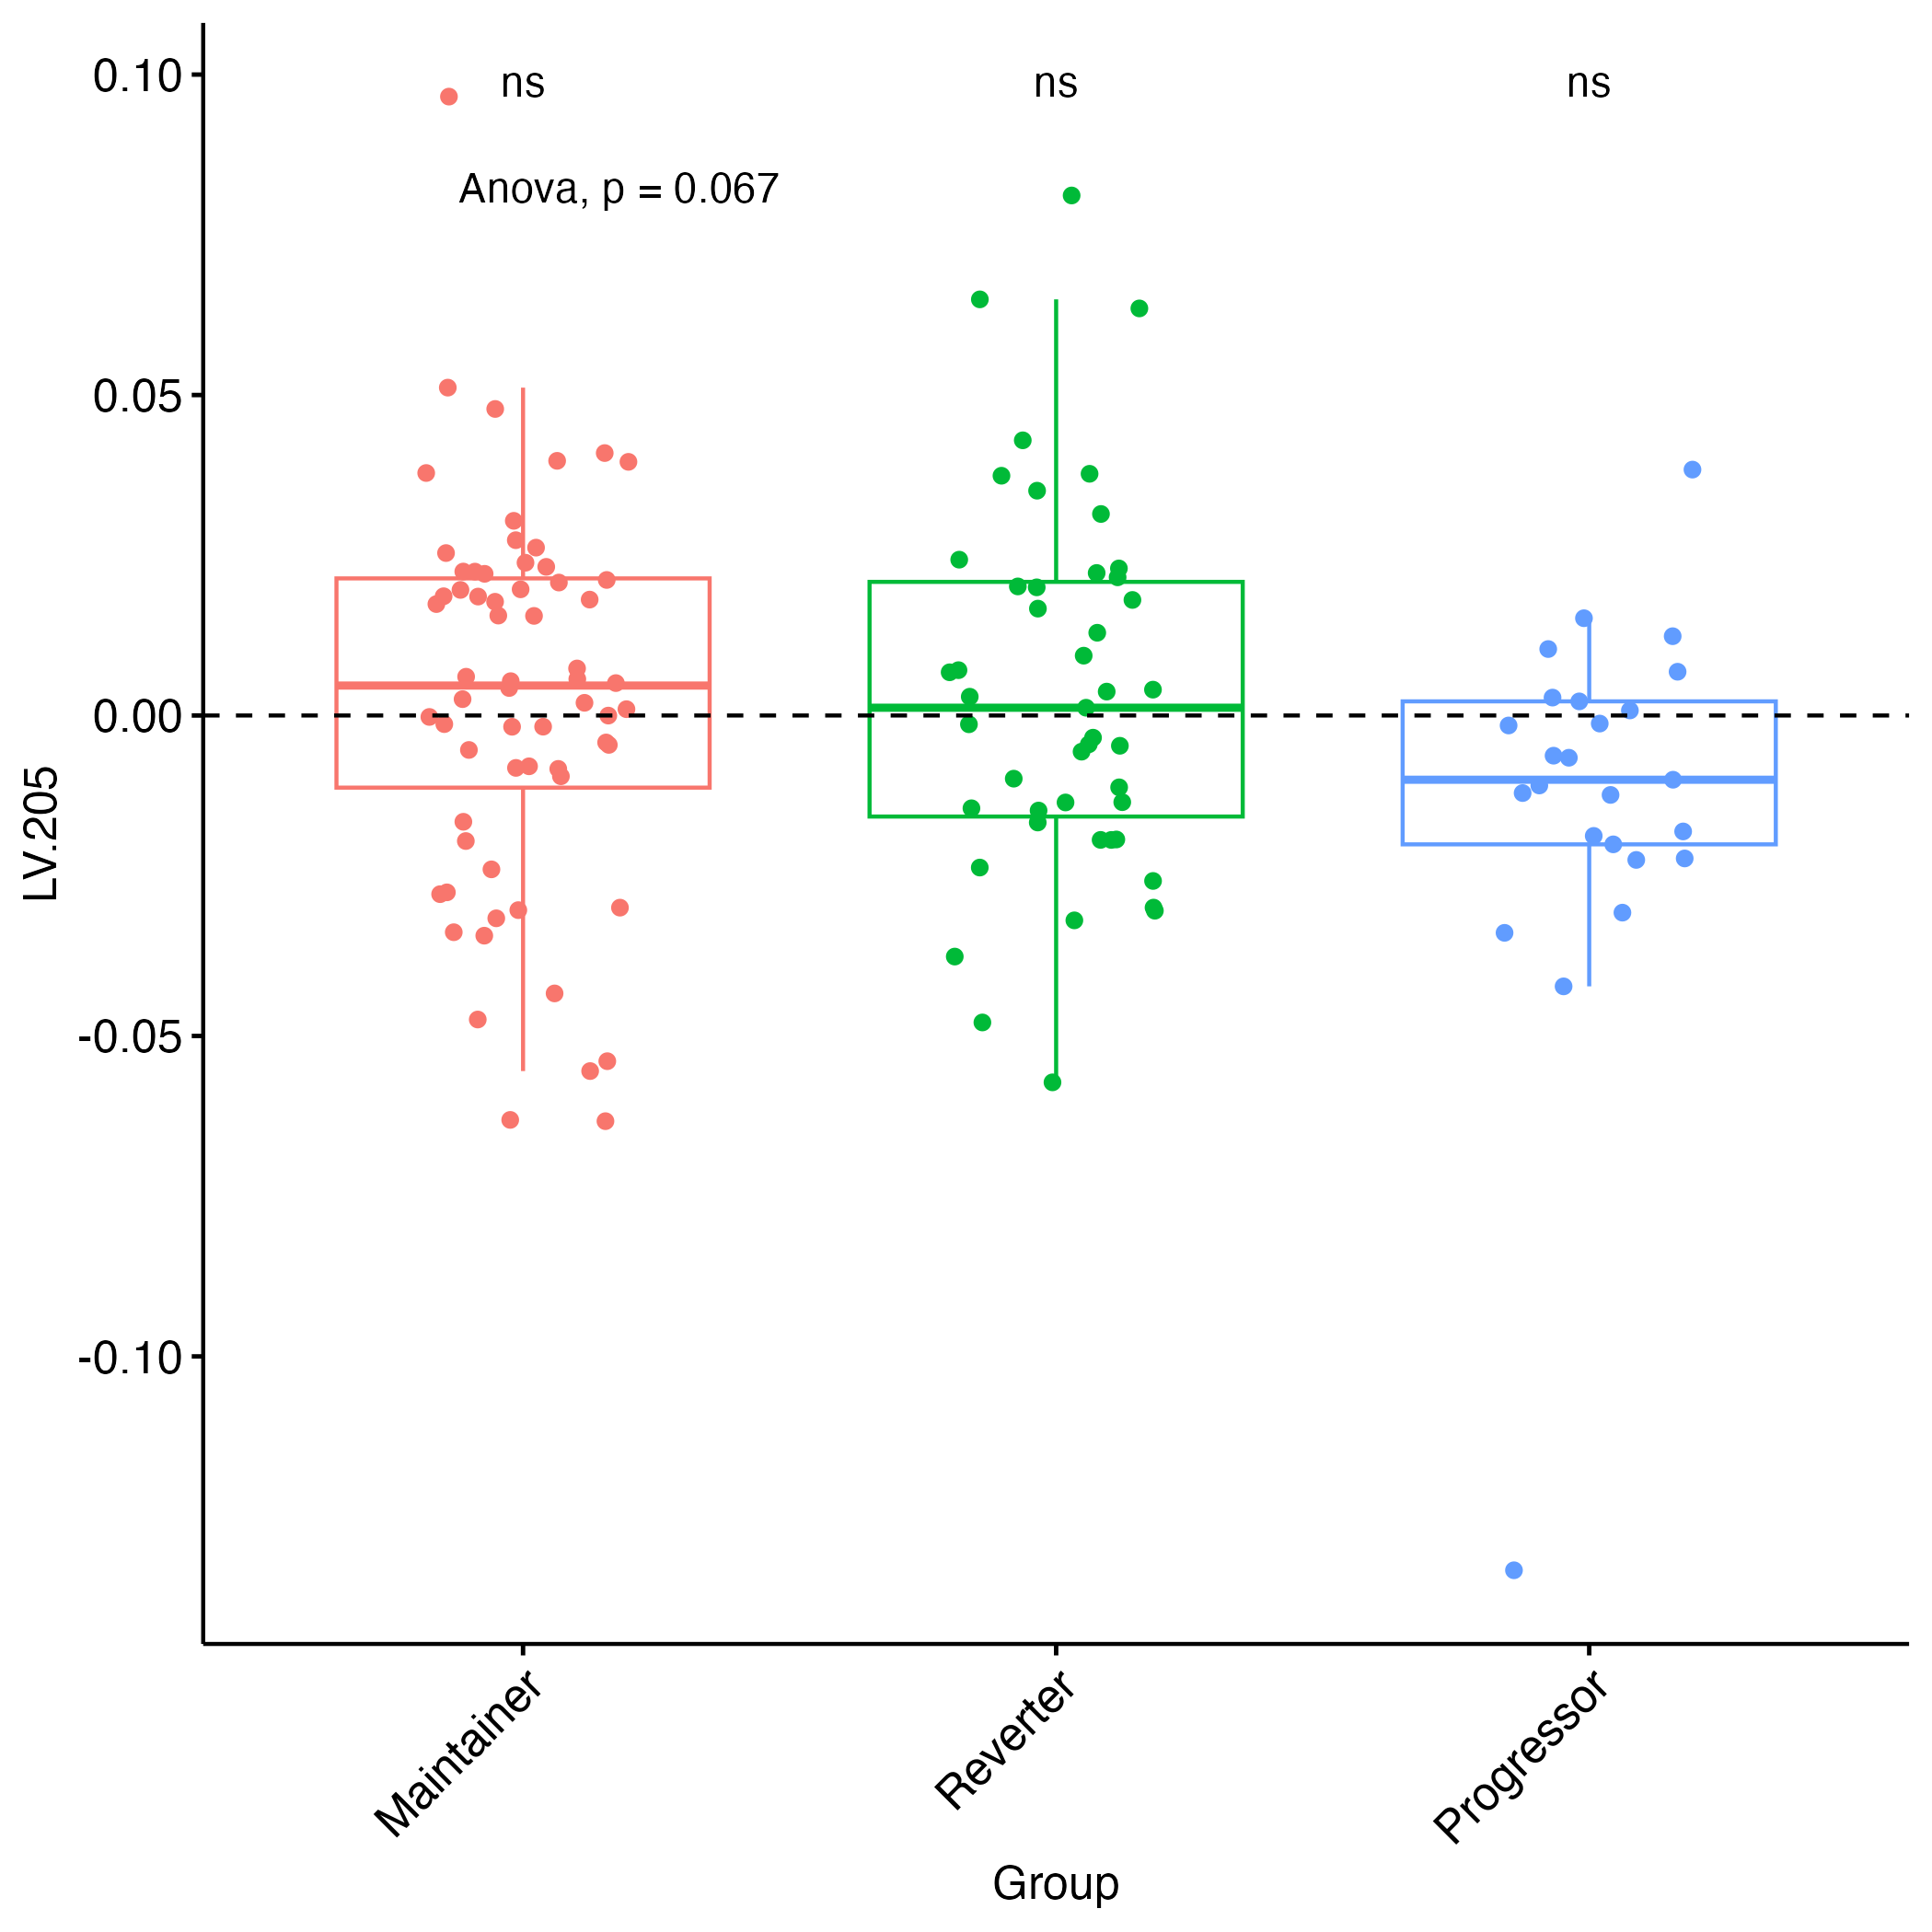 0.10
0.05
0.00
-0.05
-0.10
LV.205
ns
ns
ns
Anova, p = 0.067
Maintainer
Reverter
Progressor
Group